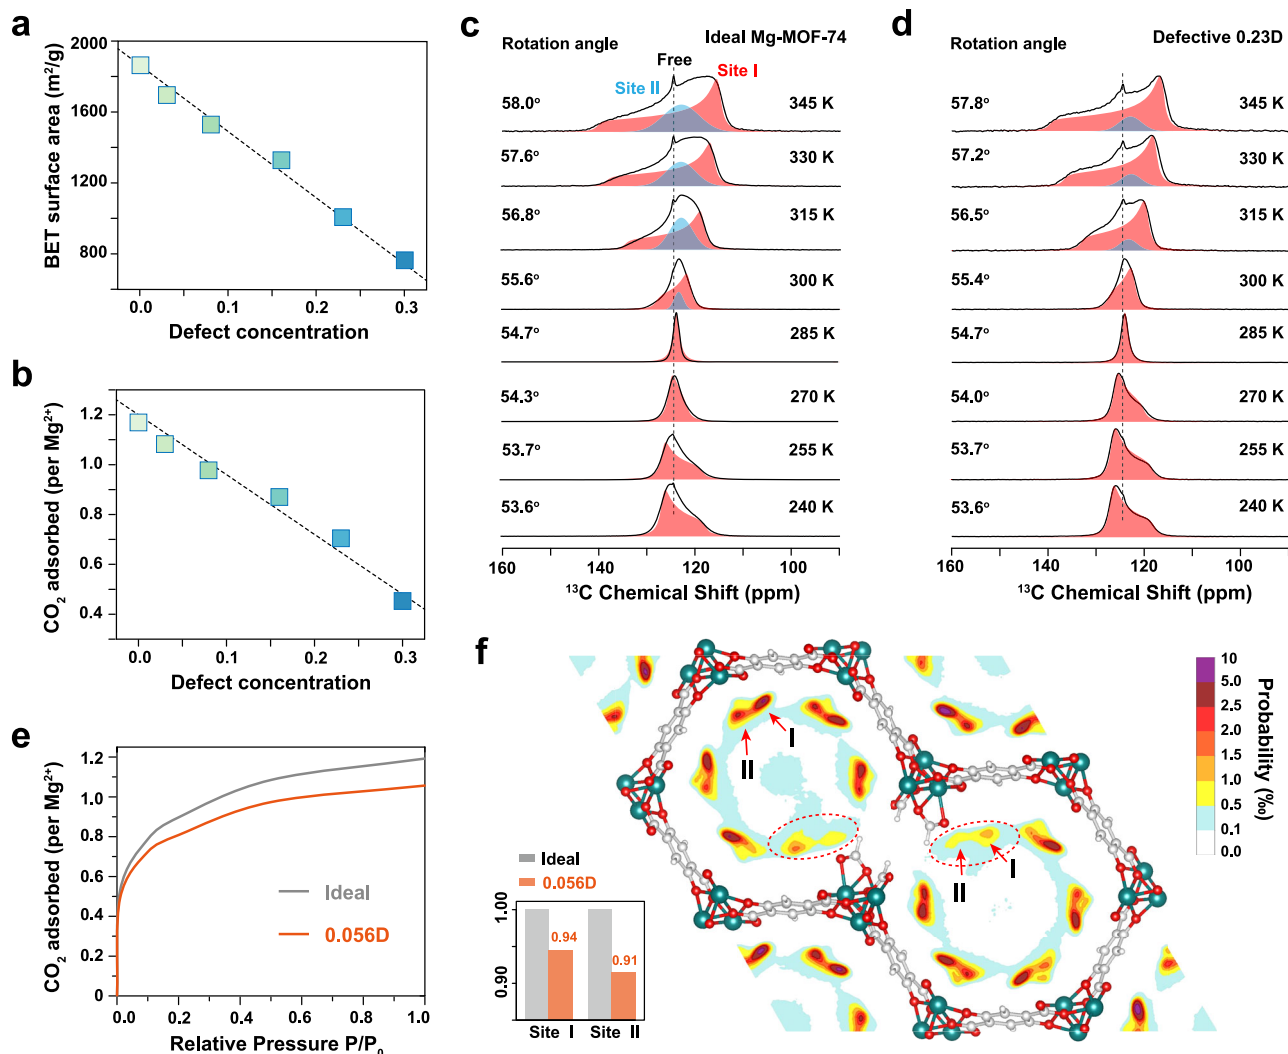 a
BET surface area (m²/g)
2000
1600
1200
800
0.0 0.1 0.2 0.3
Defect concentration
b
CO₂ adsorbed (per Mg²⁺)
1.2
1.0
0.8
0.6
0.4
0.0 0.1 0.2 0.3
Defect concentration
c
Rotation angle
Ideal Mg-MOF-74
Free
Site II
Site I
58.0° 345 K
57.6° 330 K
56.8° 315 K
55.6° 300 K
54.7° 285 K
54.3° 270 K
53.7° 255 K
53.6° 240 K
160 140 120 100
¹³C Chemical Shift (ppm)
d
Rotation angle
Defective 0.23D
57.8° 345 K
57.2° 330 K
56.5° 315 K
55.4° 300 K
54.7° 285 K
54.0° 270 K
53.7° 255 K
53.6° 240 K
160 140 120 100
¹³C Chemical Shift (ppm)
e
CO₂ adsorbed (per Mg²⁺)
1.2
1.0
0.8
0.6
0.4
0.2
0
Ideal
0.056D
0.0 0.2 0.4 0.6 0.8 1.0
Relative Pressure P/P₀
f
I
II
I
II
Ideal
0.056D
1.00
0.90
0.94
0.91
Site I Site II
10
5.0
2.5
2.0
1.5
1.0
0.5
0.1
0.0
Probability (‰)